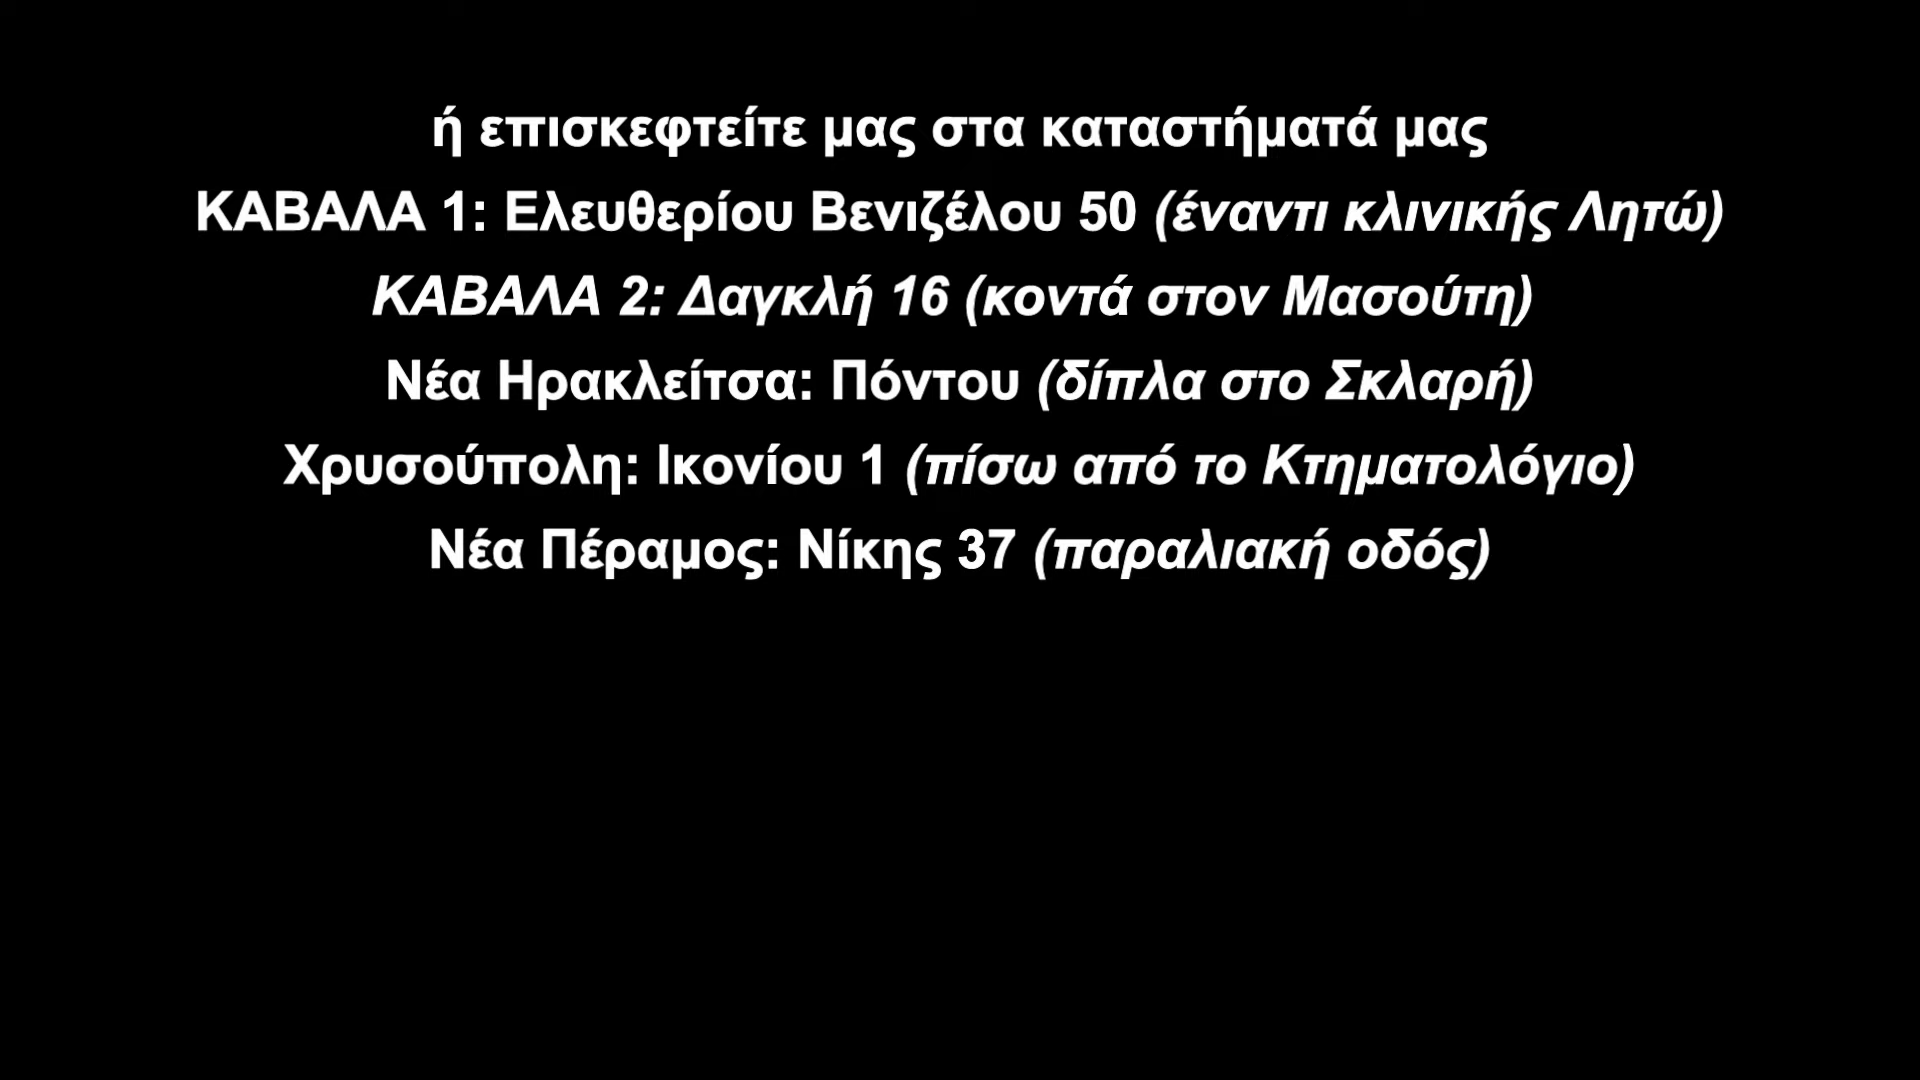 ή επισκεφτείτε μας στα καταστήματά μας
ΚΑΒΑΛΑ 1: Ελευθερίου Βενιζέλου 50 (έναντι κλινικής Λητώ)
ΚΑΒΑΛΑ 2: Δαγκλή 16 (κοντά στον Μασούτη)
Νέα Ηρακλείτσα: Πόντου (δίπλα στο Σκλαρή)
Χρυσούπολη: Ικονίου 1 (πίσω από το Κτηματολόγιο)
Νέα Πέραμος: Νίκης 37 (παραλιακή οδός)